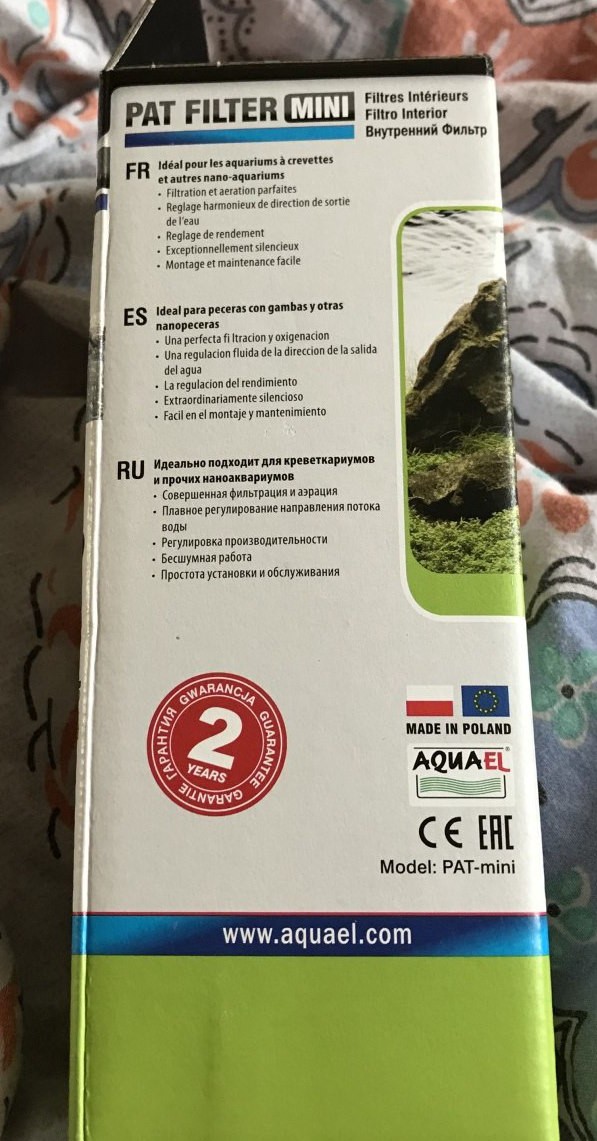 PAT FILTER MINI
Filtres Intérieurs
Filtro Interior
Внутренний Фильтр
FR
Idéal pour les aquariums à crevettes
et autres nano-aquariums
• Filtration et aeration parfaites
• Reglage harmonieux de direction de sortie
de l'eau
• Reglage de rendement
• Exceptionnellement silencieux
• Montage et maintenance facile
ES
Ideal para peceras con gambas y otras
nanopeceras
• Una perfecta fi ltracion y oxigenacion
• Una regulacion fluida de la direccion de la salida
del agua
• La regulacion del rendimiento
• Extraordinariamente silencioso
• Facil en el montaje y mantenimiento
RU
Идеально подходит для креветкариумов
и прочих наноаквариумов
• Совершенная фильтрация и аэрация
• Плавное регулирование направления потока
воды
• Регулировка производительности
• Бесшумная работа
• Простота установки и обслуживания
GWARANCJA GUARANTEE GARANTIE ГАРАНТИЯ
2
YEARS
MADE IN POLAND
AQUAEL®
CE EAC
Model: PAT-mini
www.aquael.com